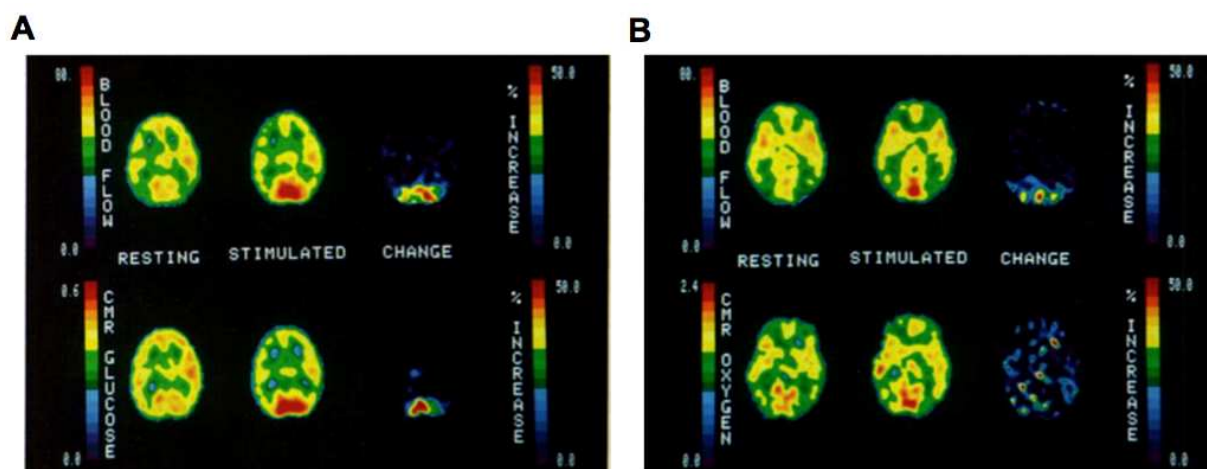 A
B
80.
BLOOD FLOW
0.0
50.0
% INCREASE
0.0
RESTING STIMULATED CHANGE
0.6
CMR GLUCOSE
0.0
50.0
% INCREASE
0.0
80.
BLOOD FLOW
0.0
50.0
% INCREASE
0.0
RESTING STIMULATED CHANGE
2.4
CMR OXYGEN
0.0
50.0
% INCREASE
0.0